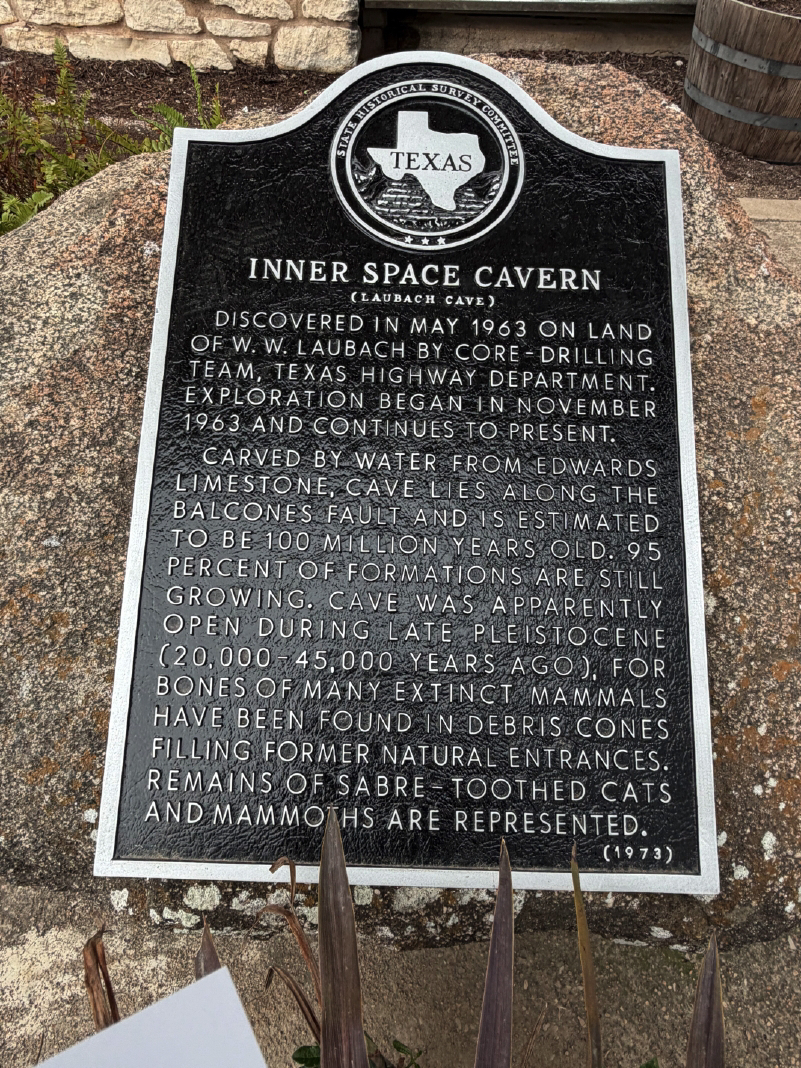 STATE HISTORICAL SURVEY COMMITTEE
TEXAS
INNER SPACE CAVERN
(LAUBACH CAVE)
DISCOVERED IN MAY 1963 ON LAND
OF W. W. LAUBACH BY CORE-DRILLING
TEAM, TEXAS HIGHWAY DEPARTMENT.
EXPLORATION BEGAN IN NOVEMBER
1963 AND CONTINUES TO PRESENT.
CARVED BY WATER FROM EDWARDS
LIMESTONE, CAVE LIES ALONG THE
BALCONES FAULT AND IS ESTIMATED
TO BE 100 MILLION YEARS OLD. 95
PERCENT OF FORMATIONS ARE STILL
GROWING. CAVE WAS APPARENTLY
OPEN DURING LATE PLEISTOCENE
(20,000-45,000 YEARS AGO), FOR
BONES OF MANY EXTINCT MAMMALS
HAVE BEEN FOUND IN DEBRIS CONES
FILLING FORMER NATURAL ENTRANCES.
REMAINS OF SABRE-TOOTHED CATS
AND MAMMOTHS ARE REPRESENTED.
(1973)